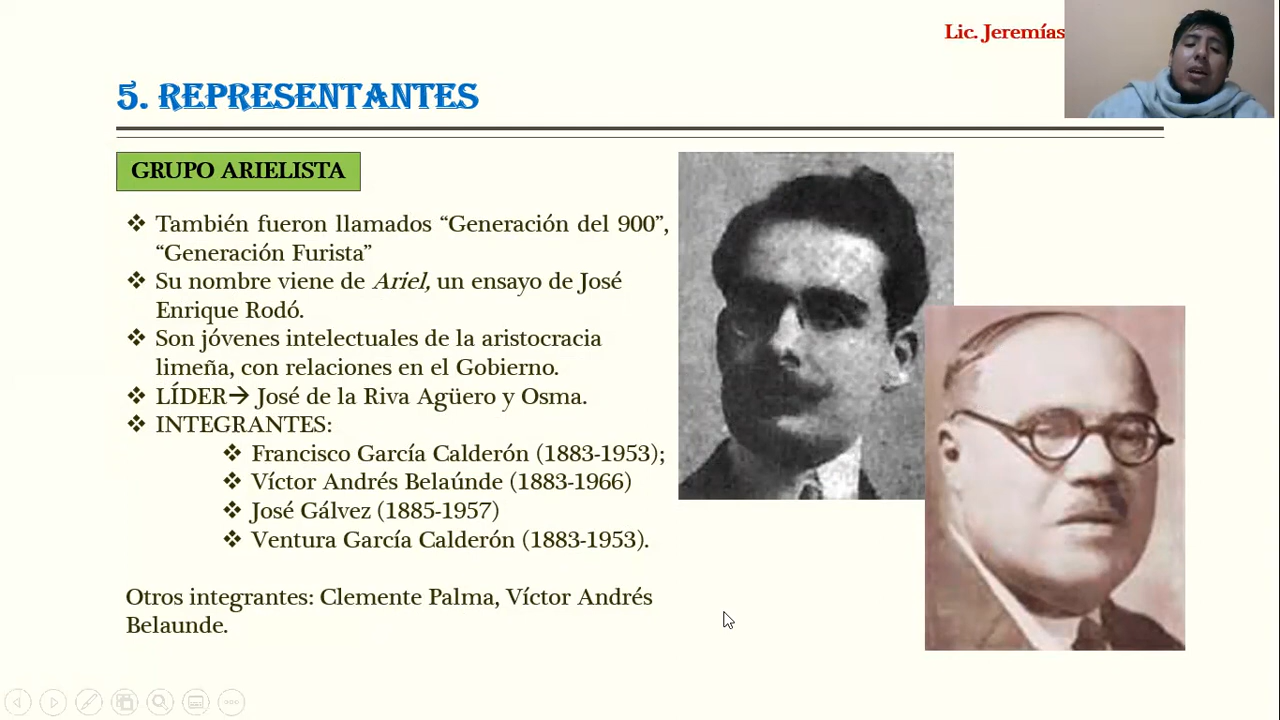 Lic. Jeremías
5. REPRESENTANTES
GRUPO ARIELISTA
❖ También fueron llamados “Generación del 900”,
“Generación Furista”
❖ Su nombre viene de Ariel, un ensayo de José
Enrique Rodó.
❖ Son jóvenes intelectuales de la aristocracia
limeña, con relaciones en el Gobierno.
❖ LÍDER→ José de la Riva Agüero y Osma.
❖ INTEGRANTES:
❖ Francisco García Calderón (1883-1953);
❖ Víctor Andrés Belaúnde (1883-1966)
❖ José Gálvez (1885-1957)
❖ Ventura García Calderón (1883-1953).
Otros integrantes: Clemente Palma, Víctor Andrés
Belaunde.